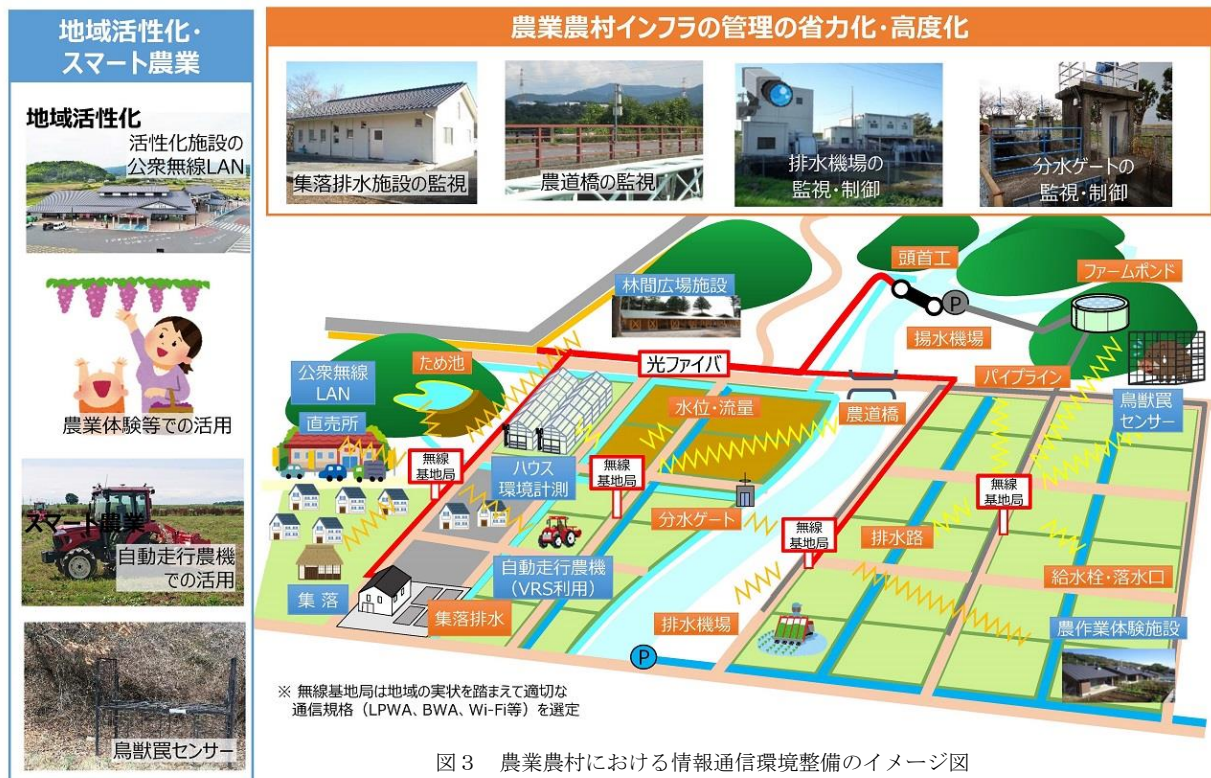 地域活性化・
スマート農業
地域活性化
活性化施設の
公衆無線LAN
農業体験等での活用
スマート農業
自動走行農機
での活用
鳥獣罠センサー
農業農村インフラの管理の省力化・高度化
集落排水施設の監視
農道橋の監視
排水機場の
監視・制御
分水ゲートの
監視・制御
頭首工
ファームポンド
林間広場施設
P
揚水機場
光ファイバ
ため池
公衆無線
LAN
パイプライン
水位・流量
農道橋
鳥獣罠
センサー
直売所
無線
基地局
ハウス
環境計測
無線
基地局
無線
基地局
分水ゲート
無線
基地局
排水路
自動走行農機
(VRS利用)
給水栓・落水口
集 落
集落排水
排水機場
農作業体験施設
P
※ 無線基地局は地域の実状を踏まえて適切な
通信規格（LPWA、BWA、Wi-Fi等）を選定
図３　農業農村における情報通信環境整備のイメージ図